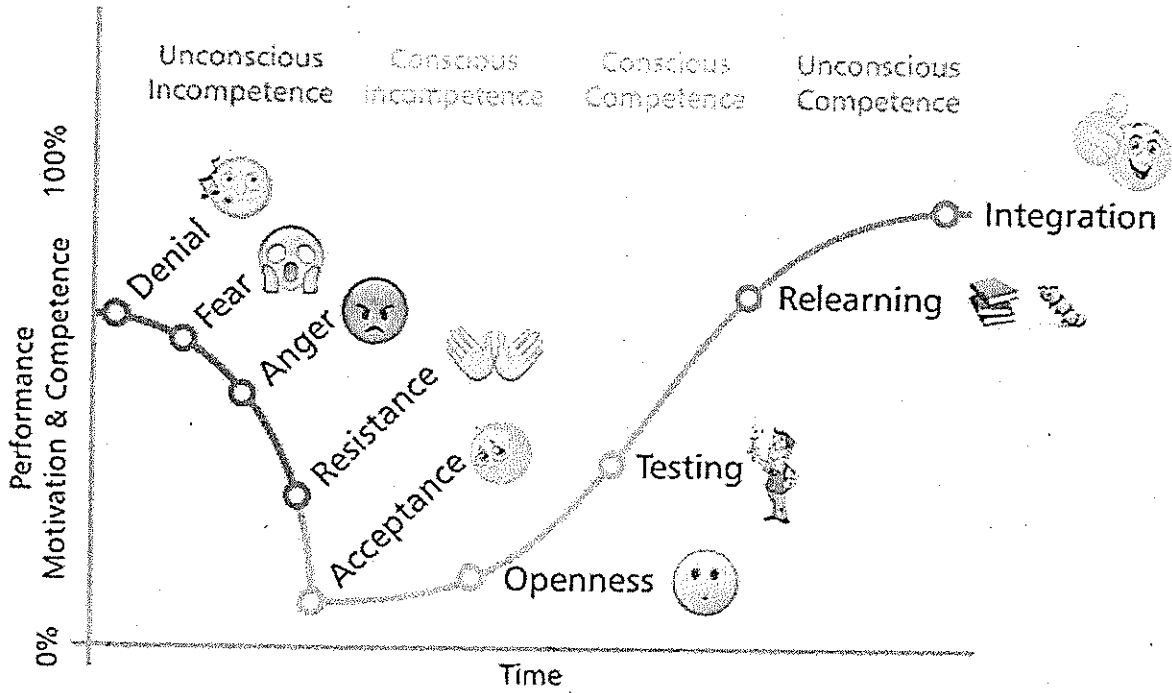 Unconscious
Incompetence
Conscious
Incompetence
Conscious
Competence
Unconscious
Competence
100%
Performance
Motivation & Competence
0%
Denial
Fear
Anger
Resistance
Acceptance
Openness
Testing
Relearning
Integration
Time